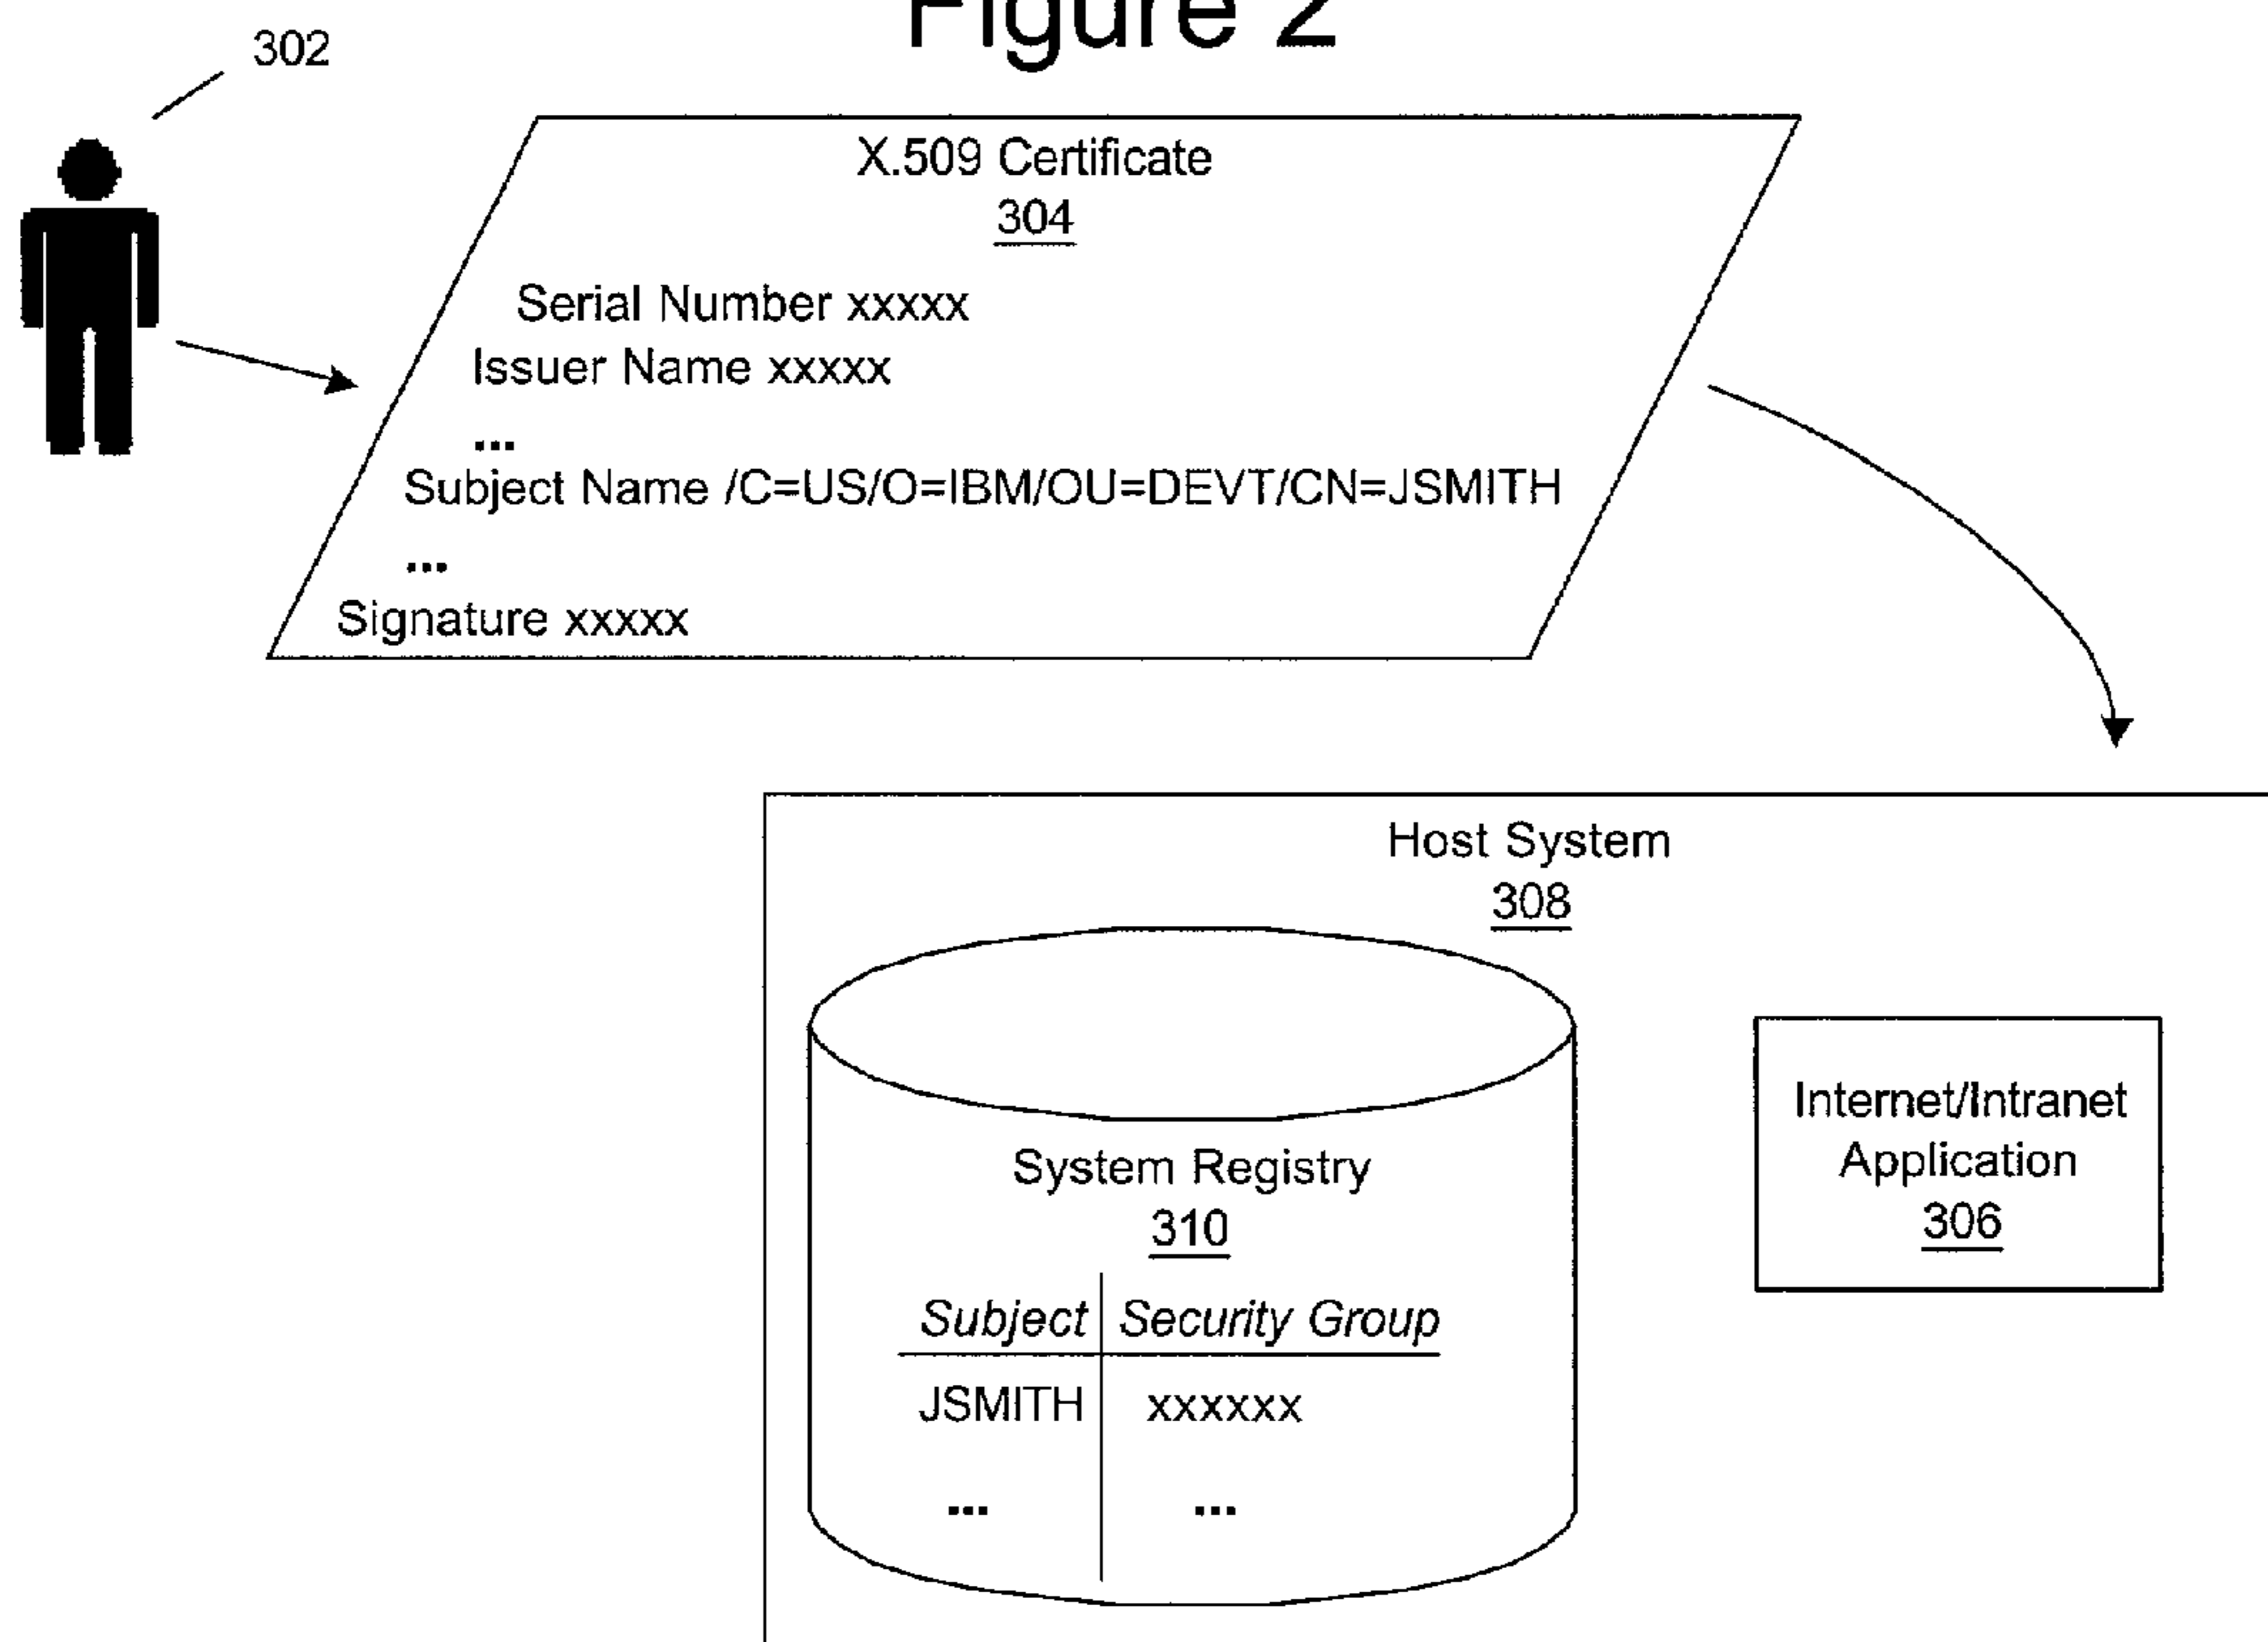 Figure 2
302
X.509 Certificate
304
Serial Number xxxxx
Issuer Name xxxxx
...
Subject Name /C=US/O=IBM/OU=DEVT/CN=JSMITH
...
Signature xxxxx
Host System
308
System Registry
310
Subject Security Group
JSMITH xxxxxx
... ...
Internet/Intranet
Application
306